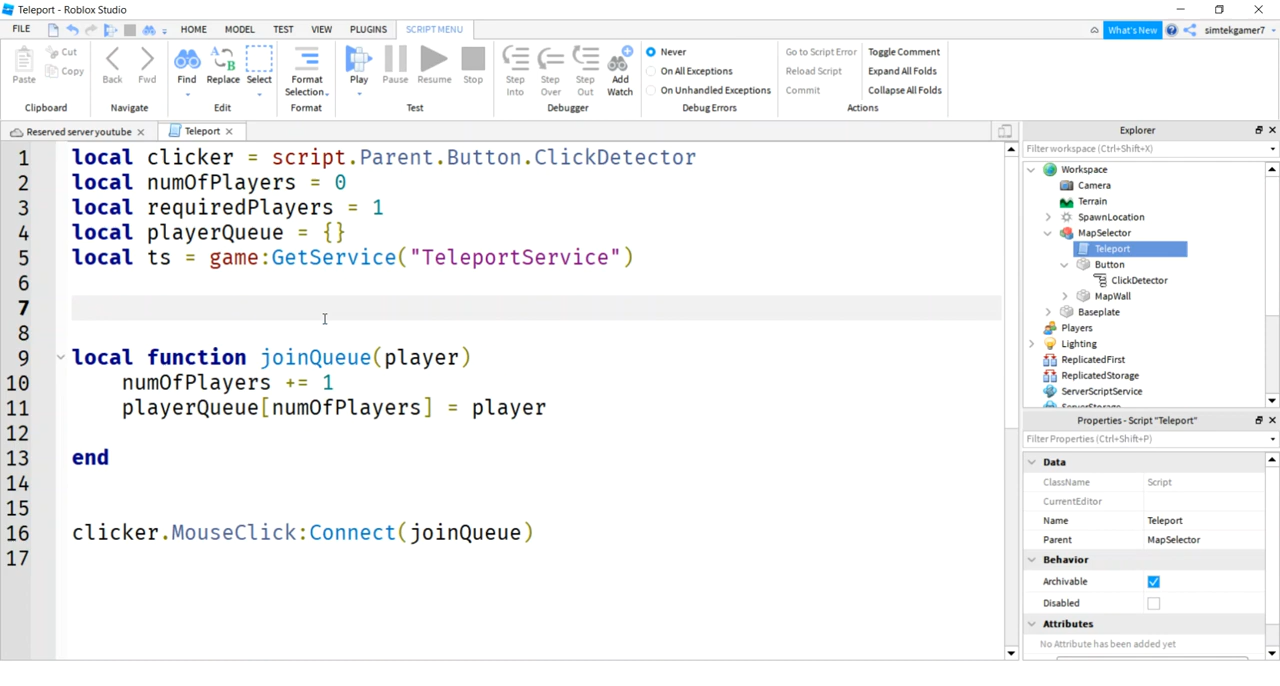 Teleport - Roblox Studio
FILE HOME MODEL TEST VIEW PLUGINS SCRIPT MENU What's New simtekgamer7
Paste Cut Copy Back Fwd Find Replace Select Format Selection Play Pause Resume Stop Step Into Step Over Step Out Add Watch Never On All Exceptions On Unhandled Exceptions Go to Script Error Reload Script Commit Toggle Comment Expand All Folds Collapse All Folds
Clipboard Navigate Edit Format Test Debugger Debug Errors Actions
Reserved server youtube Teleport
1 local clicker = script.Parent.Button.ClickDetector
2 local numOfPlayers = 0
3 local requiredPlayers = 1
4 local playerQueue = {}
5 local ts = game:GetService("TeleportService")
6
7
8
9 local function joinQueue(player)
10 numOfPlayers += 1
11 playerQueue[numOfPlayers] = player
12
13 end
14
15
16 clicker.MouseClick:Connect(joinQueue)
17
Explorer
Filter workspace (Ctrl+Shift+X)
Workspace
Camera
Terrain
SpawnLocation
MapSelector
Teleport
Button
ClickDetector
MapWall
Baseplate
Players
Lighting
ReplicatedFirst
ReplicatedStorage
ServerScriptService
ServerStorage
Properties - Script "Teleport"
Filter Properties (Ctrl+Shift+P)
Data
ClassName Script
CurrentEditor
Name Teleport
Parent MapSelector
Behavior
Archivable
Disabled
Attributes
No Attribute has been added yet